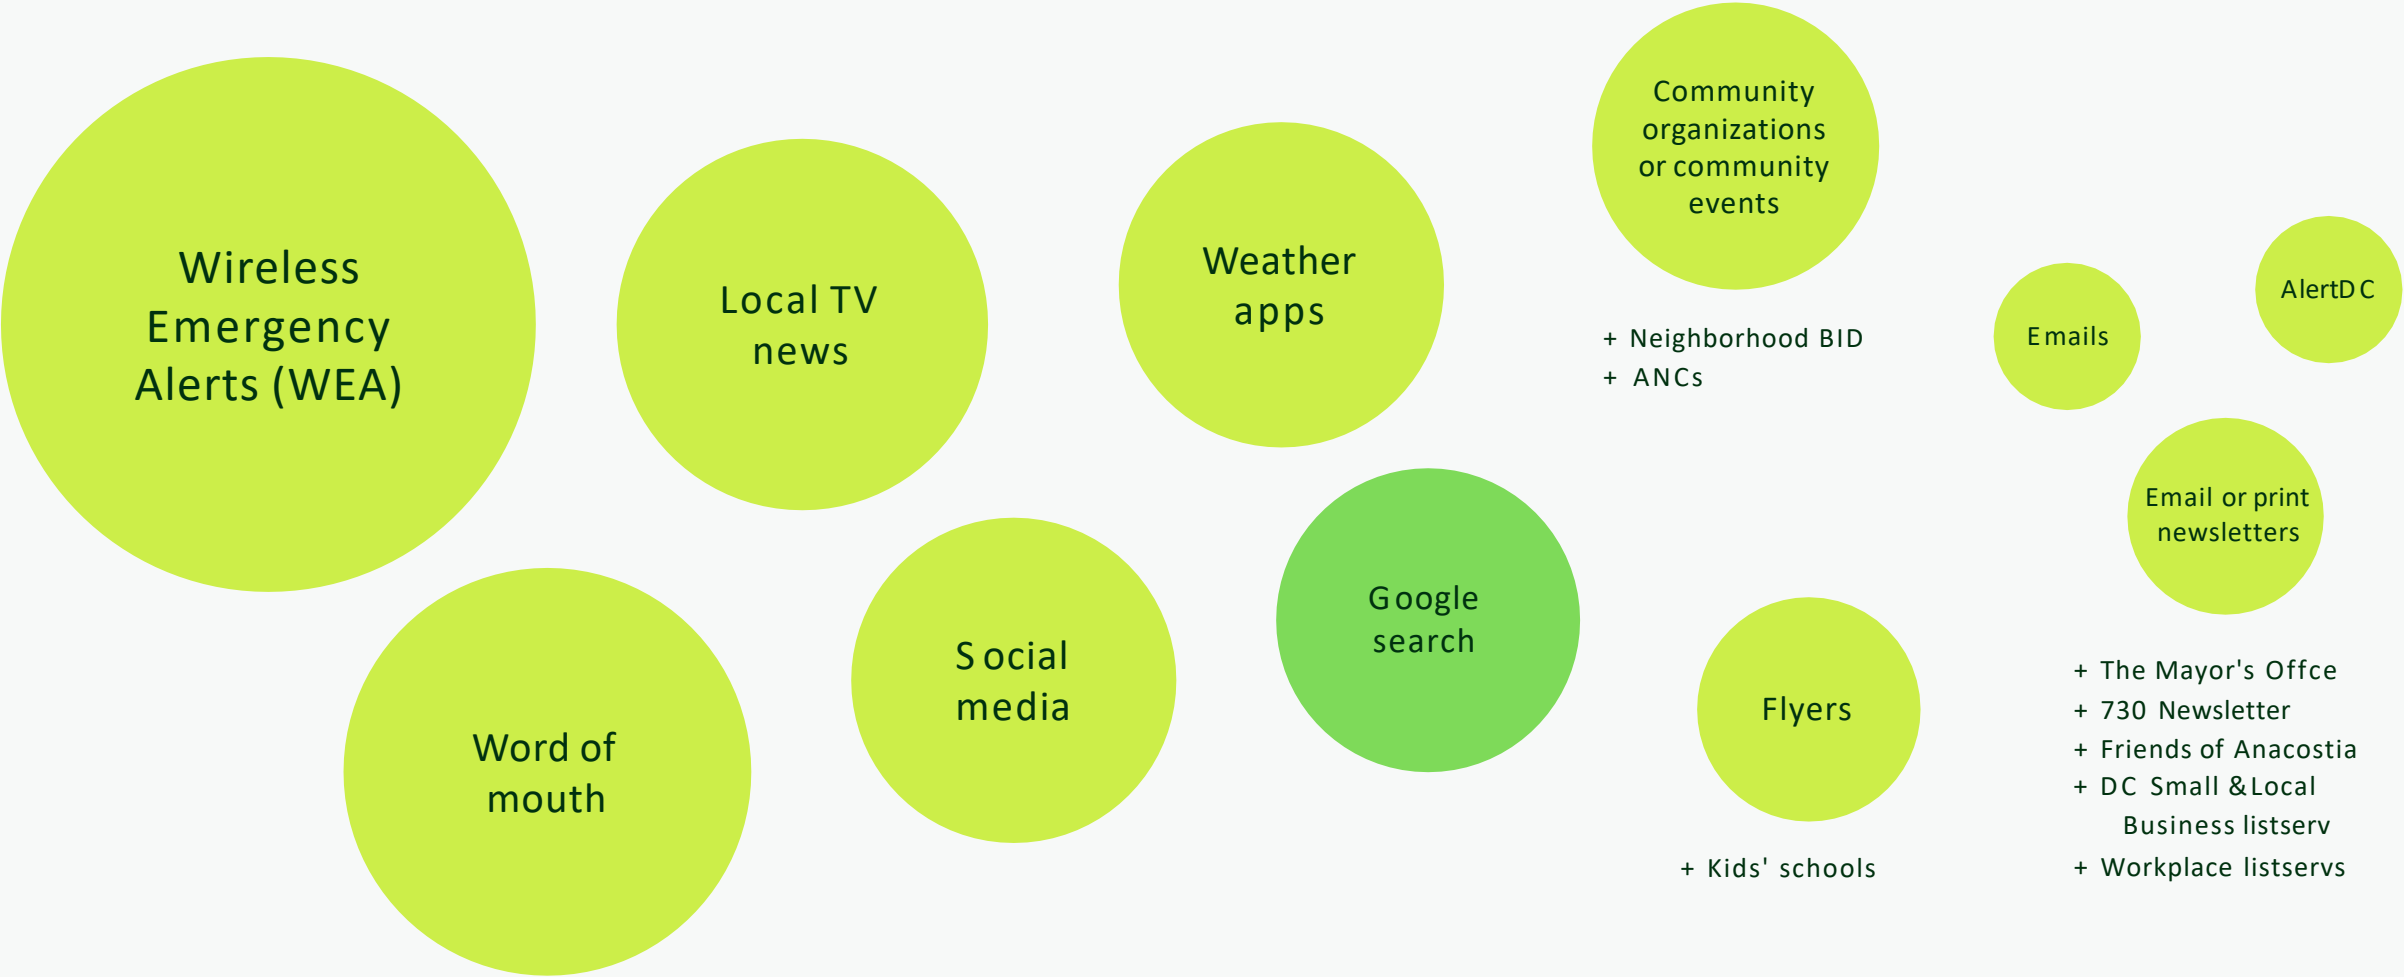 Wireless
Emergency
Alerts (WEA)
Local TV
news
Weather
apps
Community
organizations
or community
events
+ Neighborhood BID
+ ANCs
Emails
AlertDC
Email or print
newsletters
+ The Mayor's Offce
+ 730 Newsletter
+ Friends of Anacostia
+ DC Small &Local
Business listserv
+ Workplace listservs
Word of
mouth
Social
media
Google
search
Flyers
+ Kids' schools